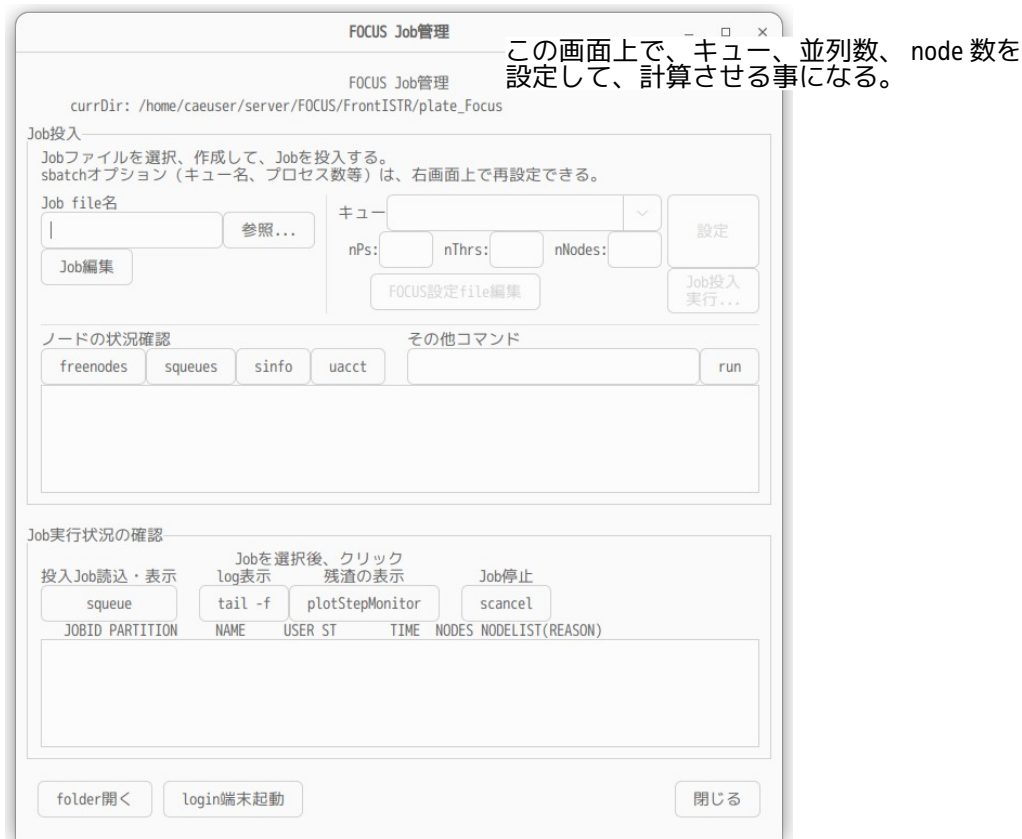 FOCUS Job管理
この画面上で、キュー、並列数、 node 数を
設定して、計算させる事になる。
FOCUS Job管理
currDir: /home/caeuser/server/FOCUS/FrontISTR/plate_Focus
Job投入
Jobファイルを選択、作成して、Jobを投入する。
sbatchオプション（キュー名、プロセス数等）は、右画面上で再設定できる。
Job file名
参照...
Job編集
キュー
設定
nPs: nThrs: nNodes:
FOCUS設定file編集
Job投入
実行...
ノードの状況確認 その他コマンド
freenodes squeues sinfo uacct run
Job実行状況の確認
Jobを選択後、クリック
投入Job読込・表示 log表示 残渣の表示 Job停止
squeue tail -f plotStepMonitor scancel
JOBID PARTITION NAME USER ST TIME NODES NODELIST(REASON)
folder開く login端末起動 閉じる